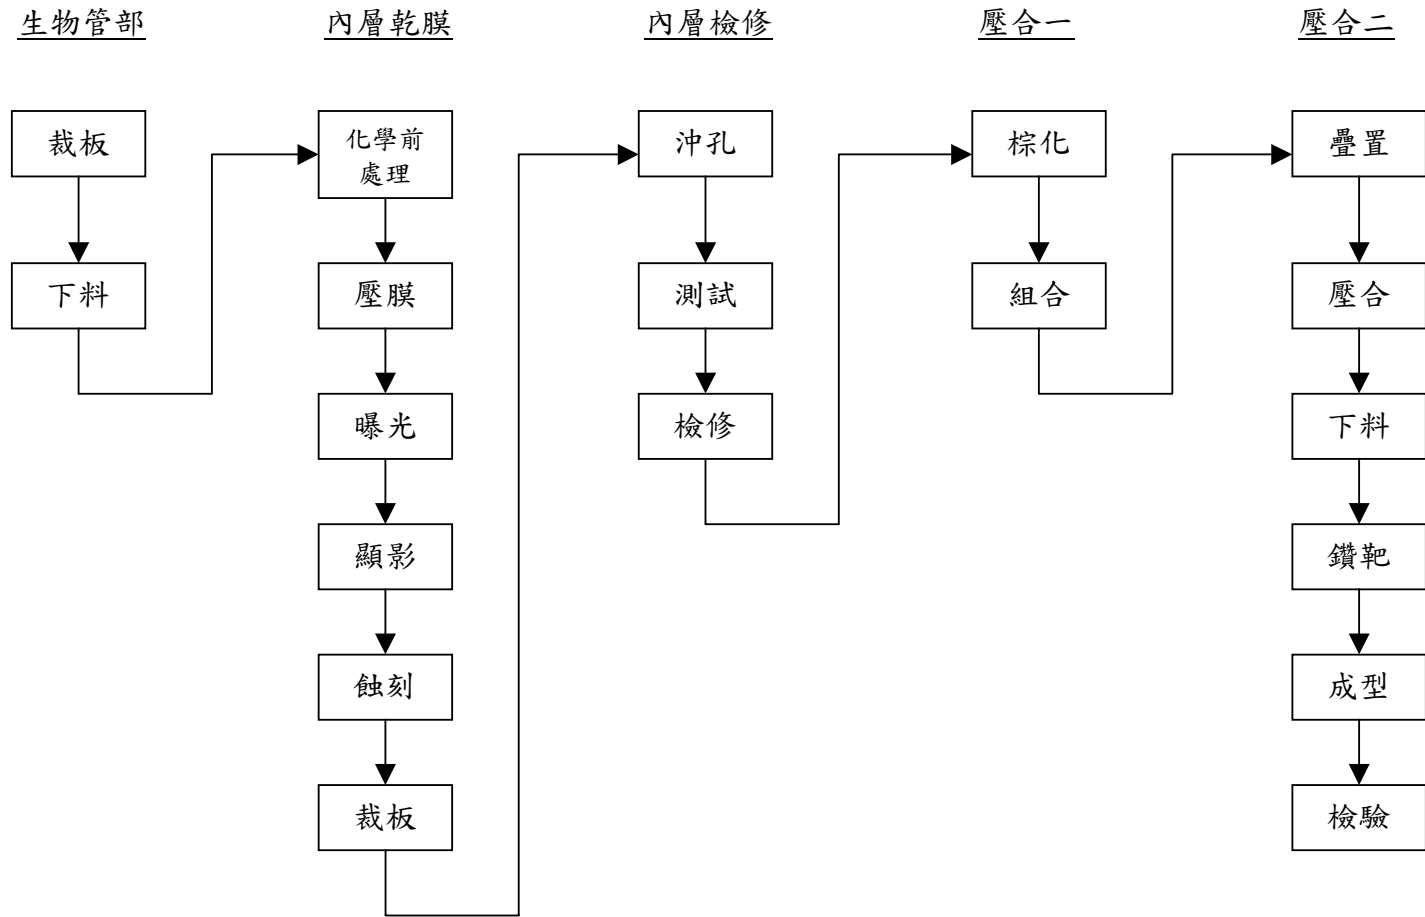 生物管部
內層乾膜
內層檢修
壓合一
壓合二
裁板
下料
化學前
處理
壓膜
曝光
顯影
蝕刻
裁板
沖孔
測試
檢修
棕化
組合
疊置
壓合
下料
鑽靶
成型
檢驗